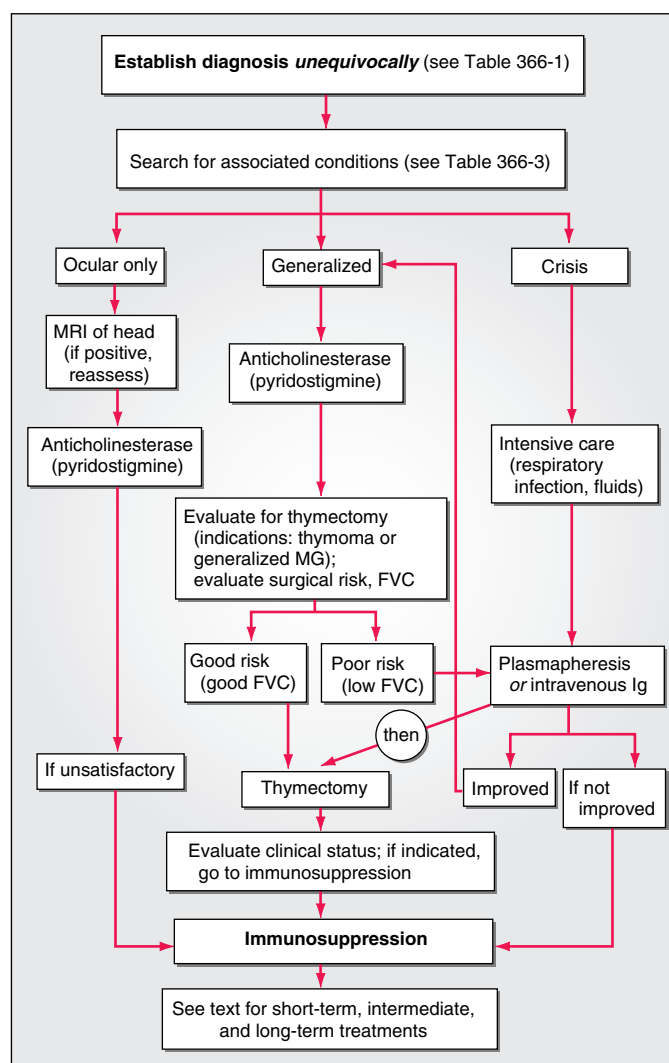 Establish diagnosis unequivocally (see Table 366-1)
Search for associated conditions (see Table 366-3)
Ocular only
Generalized
Crisis
MRI of head
(if positive,
reassess)
Anticholinesterase
(pyridostigmine)
Anticholinesterase
(pyridostigmine)
Intensive care
(respiratory
infection, fluids)
Evaluate for thymectomy
(indications: thymoma or
generalized MG);
evaluate surgical risk, FVC
Good risk
(good FVC)
Poor risk
(low FVC)
Plasmapheresis
or intravenous Ig
then
If unsatisfactory
Thymectomy
Improved
If not
improved
Evaluate clinical status; if indicated,
go to immunosuppression
Immunosuppression
See text for short-term, intermediate,
and long-term treatments